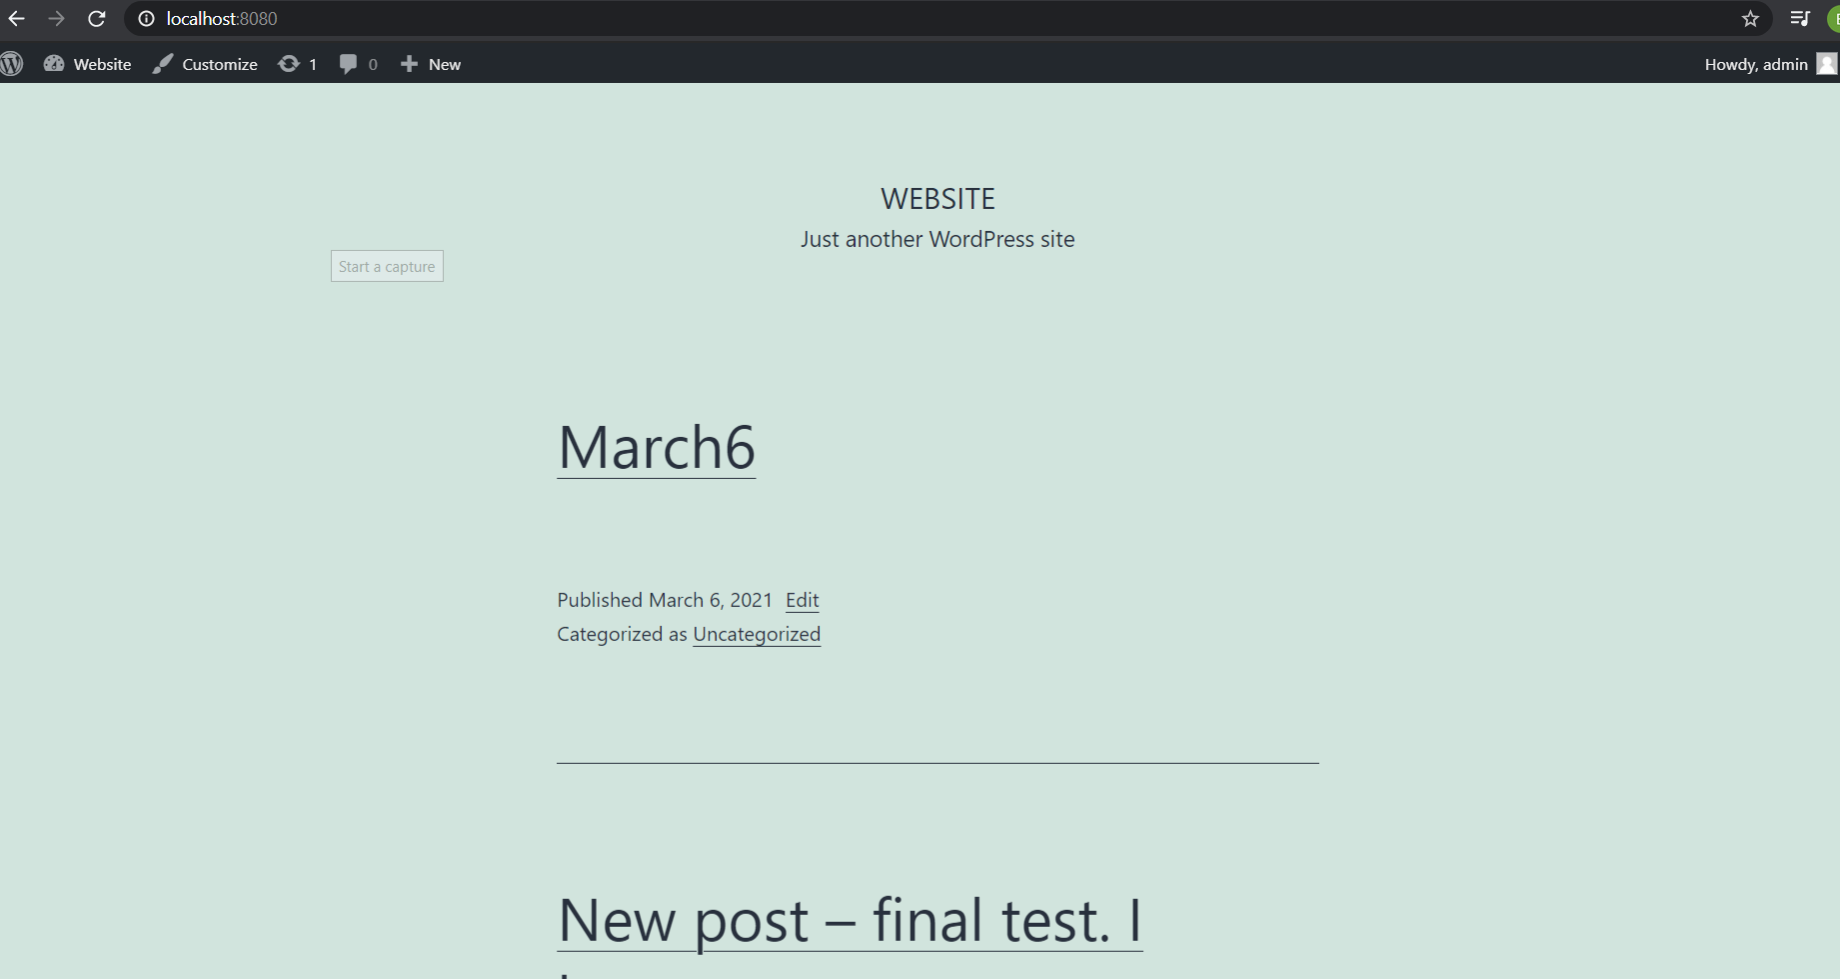 localhost:8080
Website Customize 1 0 New Howdy, admin
WEBSITE
Just another WordPress site
Start a capture
March6
Published March 6, 2021 Edit
Categorized as Uncategorized
New post – final test. I